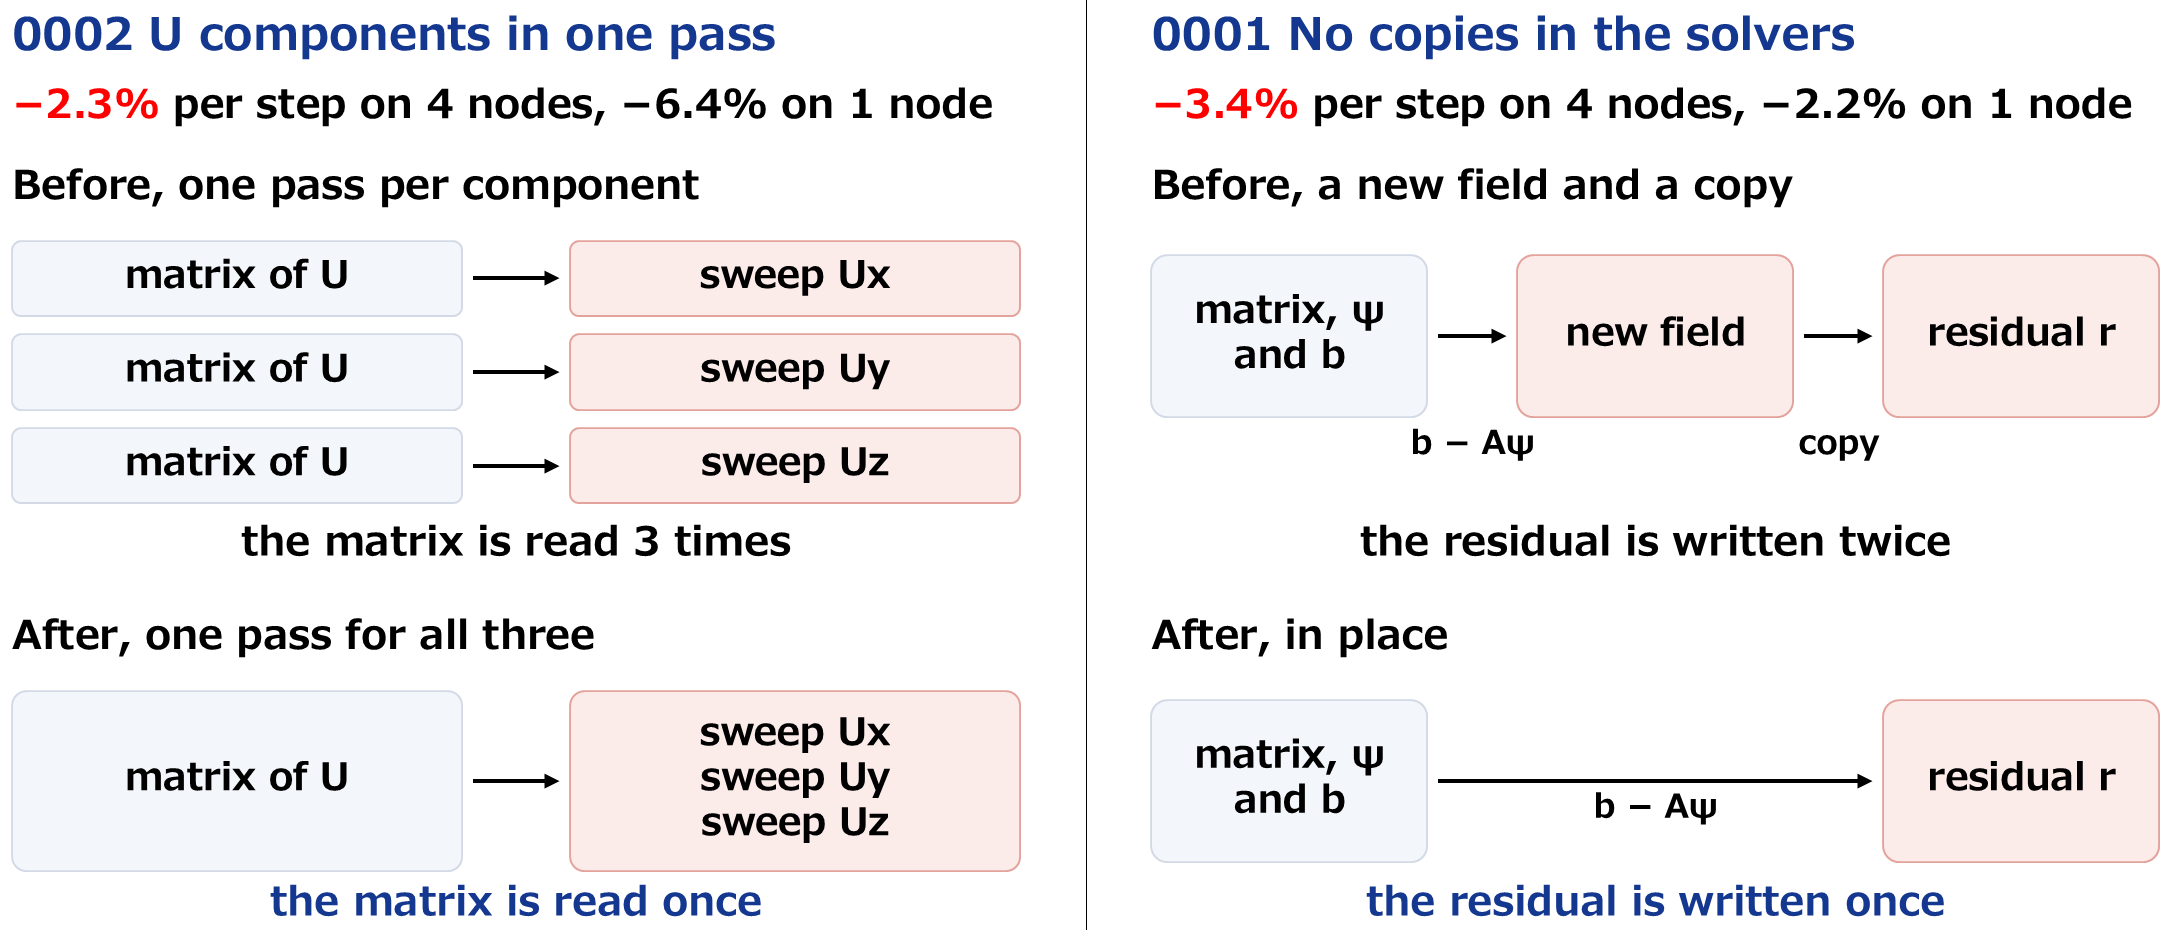 0002 U components in one pass
−2.3% per step on 4 nodes, −6.4% on 1 node
Before, one pass per component
matrix of U
sweep Ux
matrix of U
sweep Uy
matrix of U
sweep Uz
the matrix is read 3 times
After, one pass for all three
matrix of U
sweep Ux
sweep Uy
sweep Uz
the matrix is read once
0001 No copies in the solvers
−3.4% per step on 4 nodes, −2.2% on 1 node
Before, a new field and a copy
matrix, ψ
and b
new field
residual r
b − Aψ
copy
the residual is written twice
After, in place
matrix, ψ
and b
b − Aψ
residual r
the residual is written once